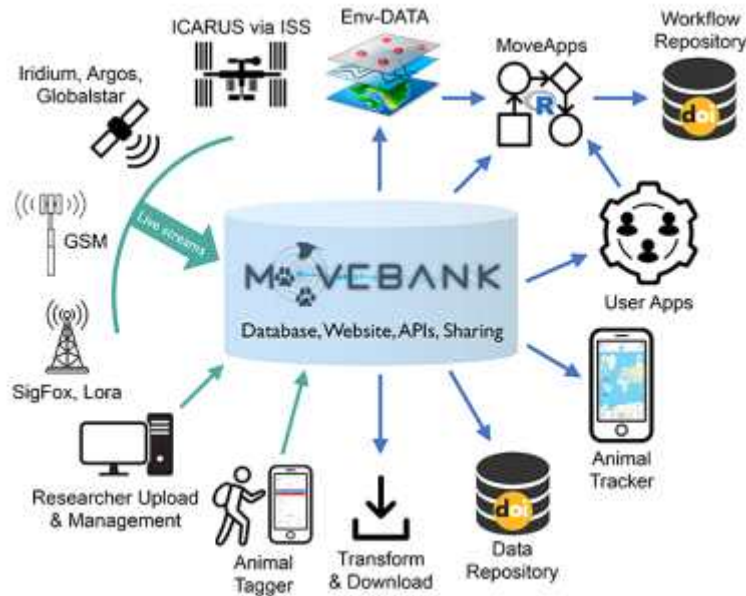 ICARUS via ISS
Env-DATA
MoveApps
Workflow
Repository
Iridium, Argos,
Globalstar
doi
R
GSM
Live streams
MOVEBANK
Database, Website, APIs, Sharing
User Apps
SigFox, Lora
Researcher Upload
& Management
Animal
Tagger
Transform
& Download
doi
Data
Repository
Animal
Tracker